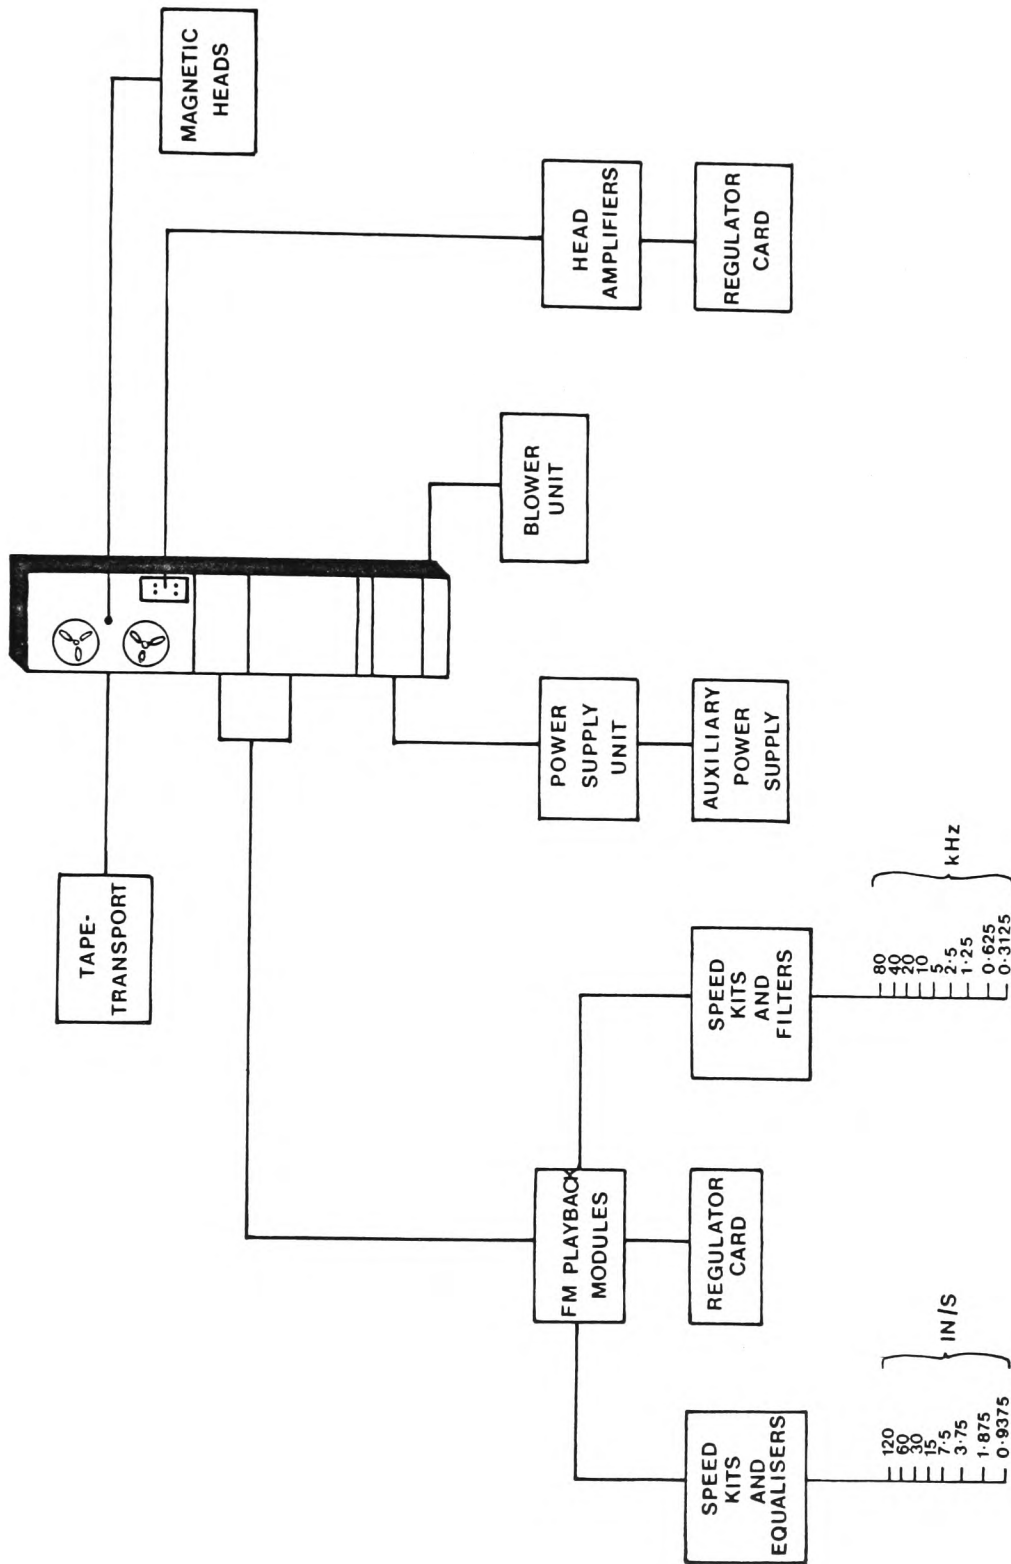 TAPE-
TRANSPORT
MAGNETIC
HEADS
HEAD
AMPLIFIERS
REGULATOR
CARD
BLOWER
UNIT
POWER
SUPPLY
UNIT
AUXILIARY
POWER
SUPPLY
FM PLAYBACK
MODULES
REGULATOR
CARD
SPEED
KITS
AND
EQUALISERS
120
60
30
15
7·5
3·75
1·875
0·9375
IN/S
SPEED
KITS
AND
FILTERS
80
40
20
10
5
2·5
1·25
0·625
0·3125
kHz